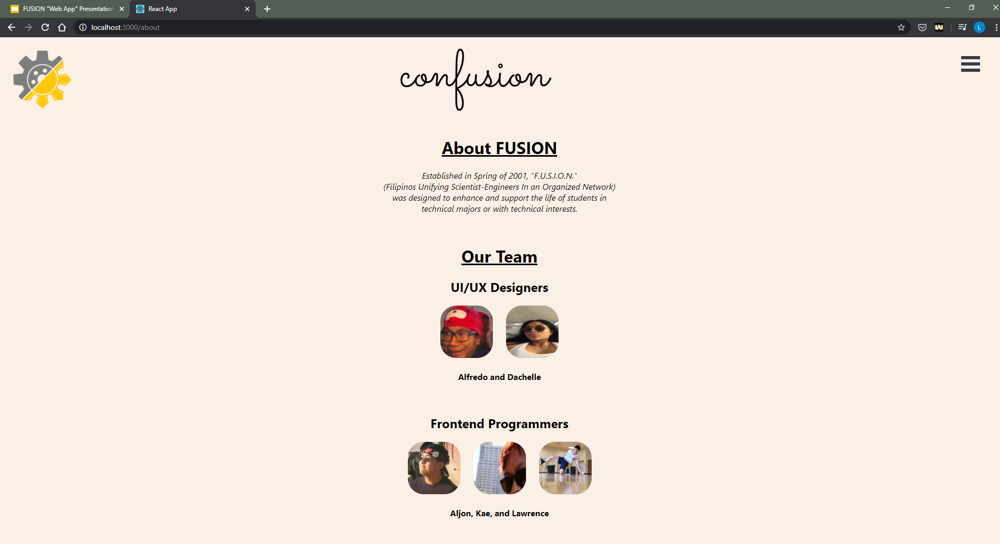 FUSION "Web App" Presentation
React App
localhost:3000/about
L
confusion
About FUSION
Established in Spring of 2001, "F.U.S.I.O.N."
(Filipinos Unifying Scientist-Engineers In an Organized Network)
was designed to enhance and support the life of students in
technical majors or with technical interests.
Our Team
UI/UX Designers
Alfredo and Dachelle
Frontend Programmers
Aljon, Kae, and Lawrence